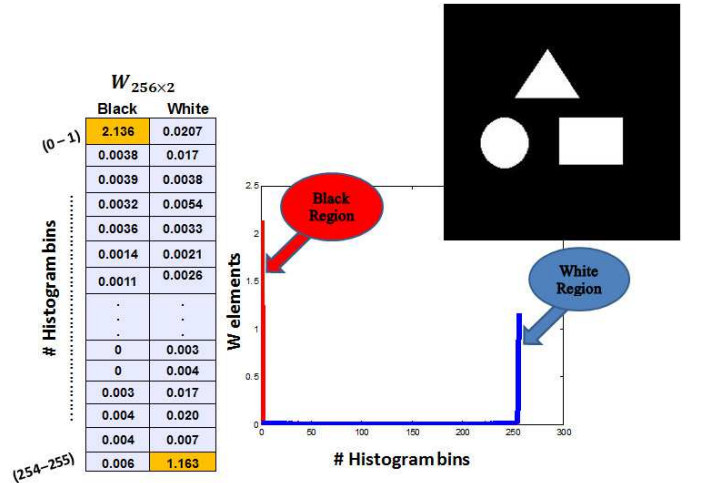 W256×2
Black White
(0 – 1)
2.136 0.0207
0.0038 0.017
0.0039 0.0038
0.0032 0.0054
0.0036 0.0033
0.0014 0.0021
0.0011 0.0026
. .
. .
. .
0 0.003
0 0.004
0.003 0.017
0.004 0.020
0.004 0.007
0.006 1.163
(254–255)
# Histogram bins
W elements
2.5
2
1.5
1
0.5
0
0 50 100 150 200 250 300
# Histogram bins
Black
Region
White
Region